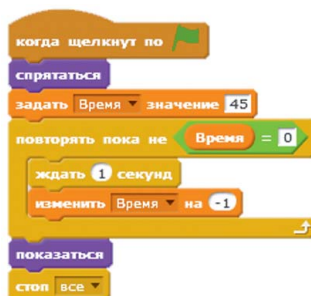 когда щелкнут по
спрятаться
задать Время значение 45
повторять пока не Время = 0
ждать 1 секунд
изменить Время на -1
показаться
стоп все